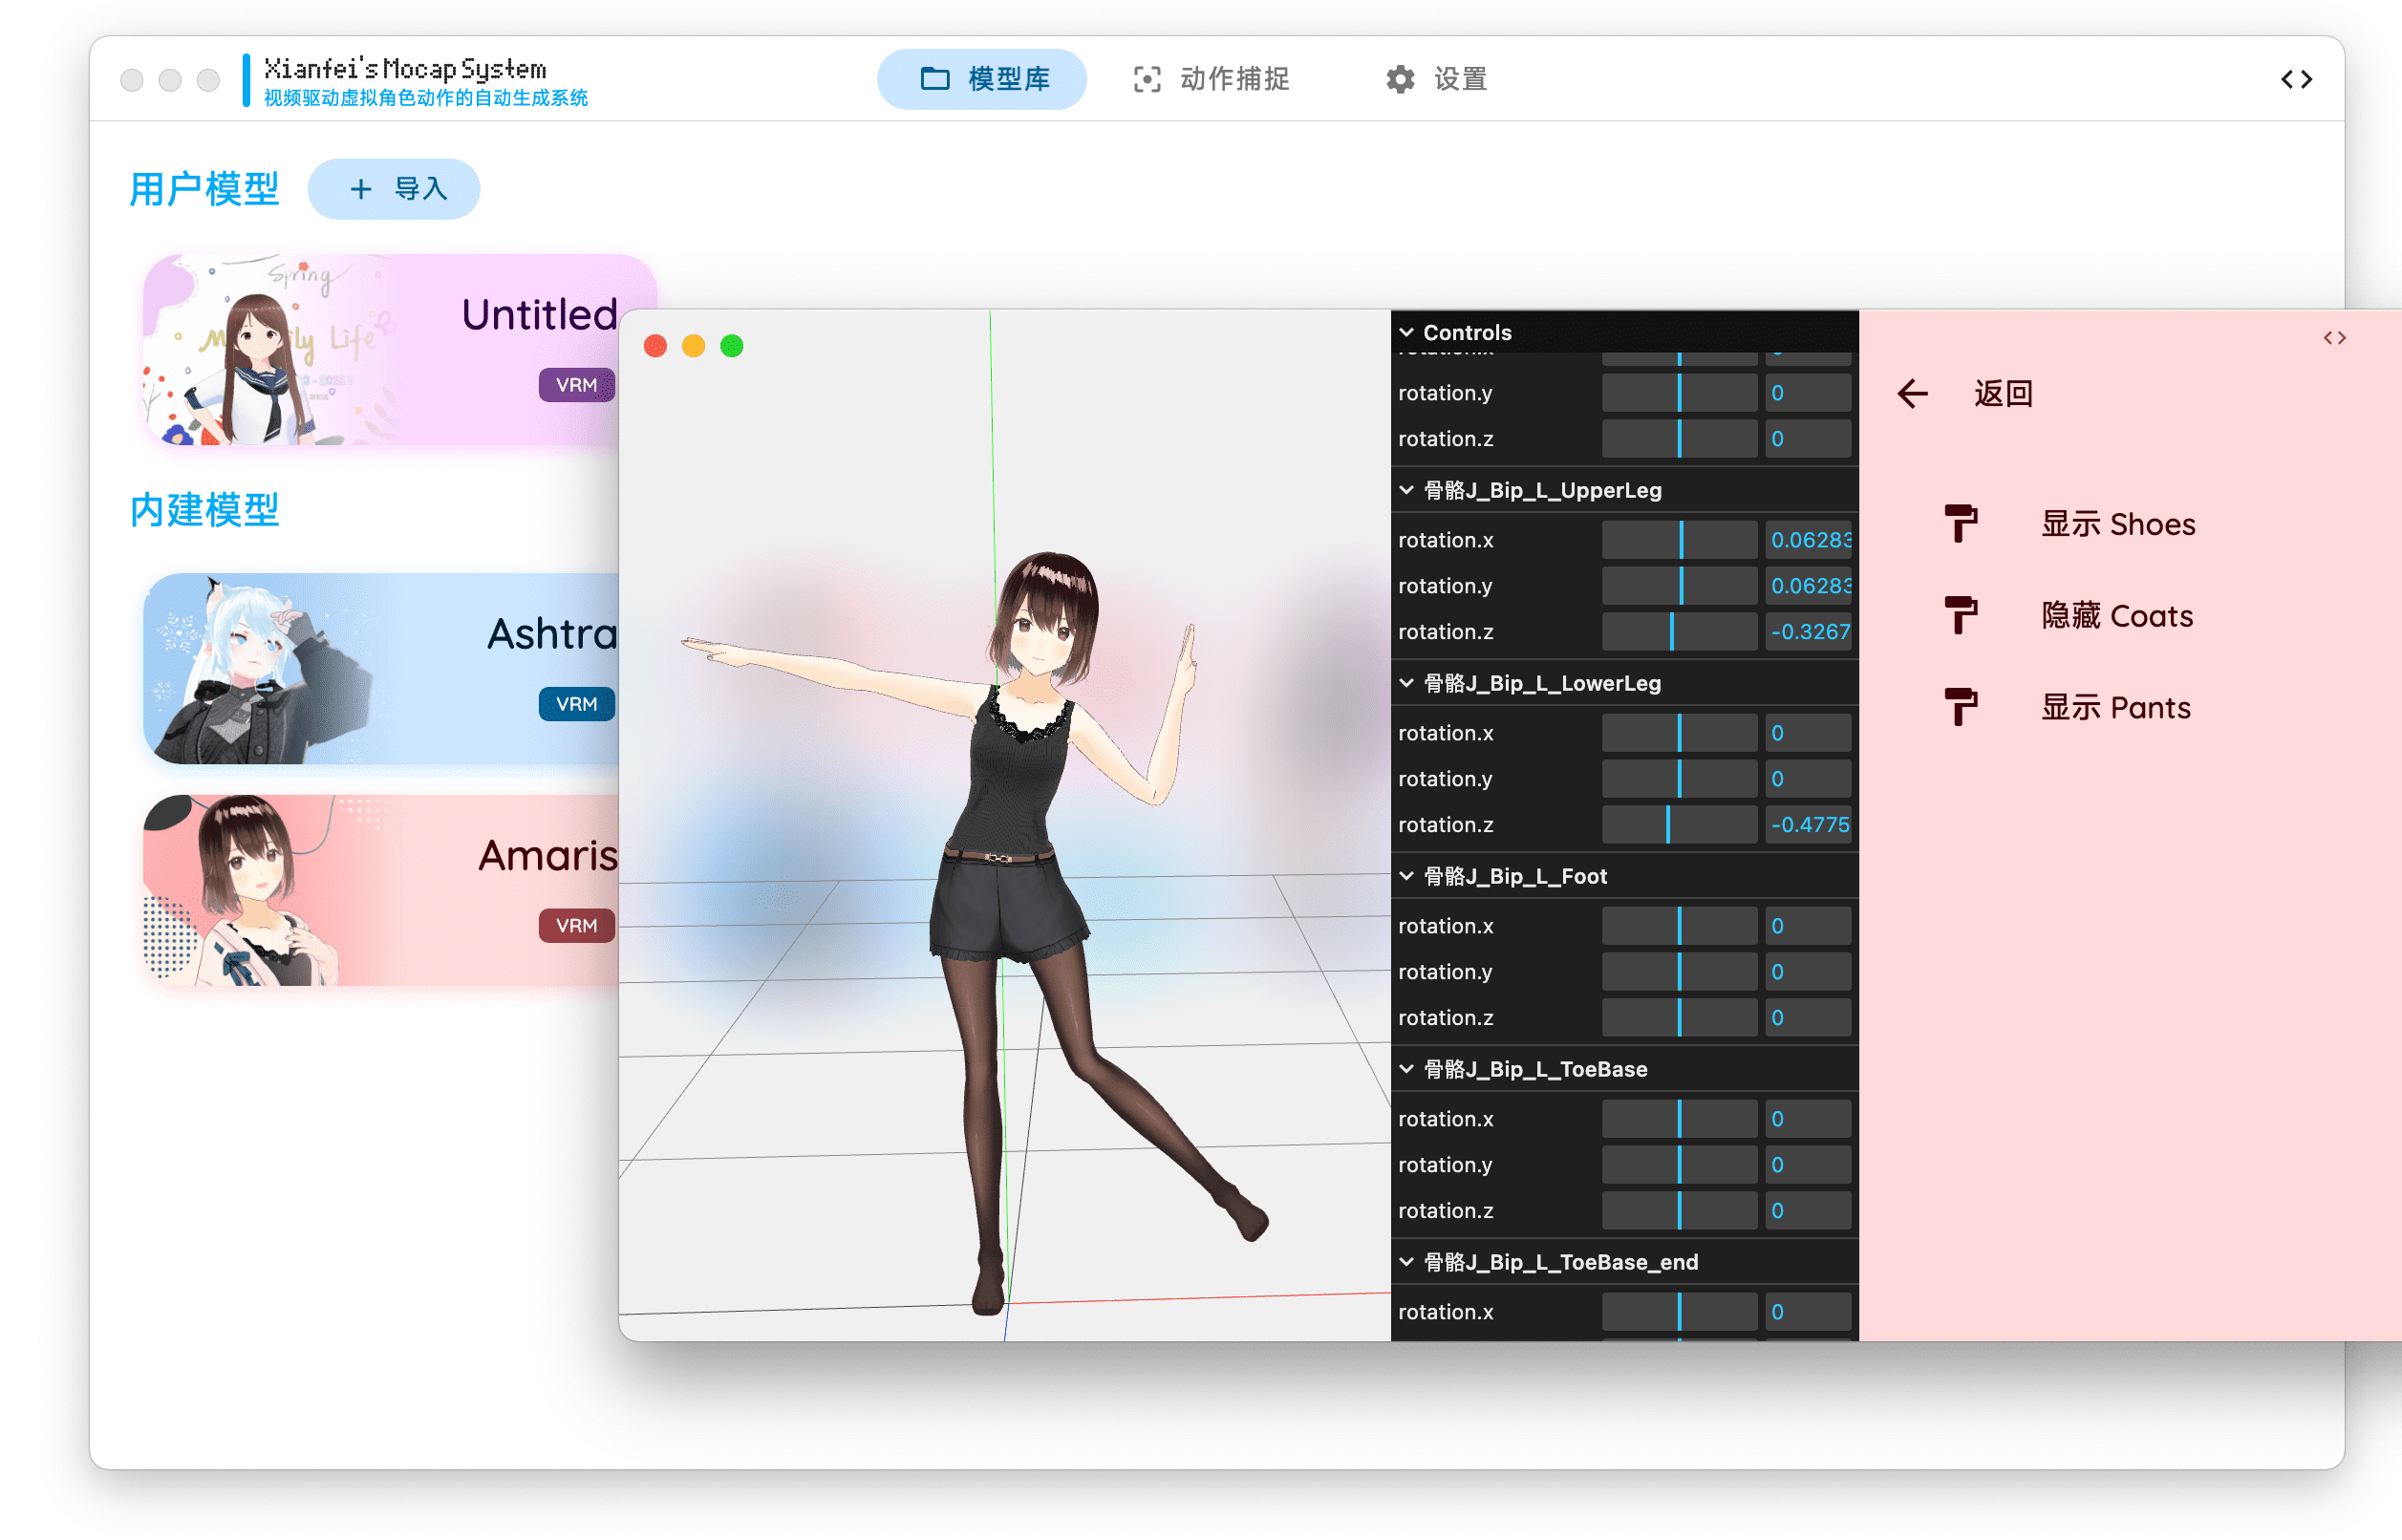 Xianfei's Mocap System
视频驱动虚拟角色动作的自动生成系统
模型库
动作捕捉
设置
用户模型
+ 导入
Spring
Life
Untitled
VRM
内建模型
Ashtra
VRM
Amaris
VRM
Controls
rotation.y 0
rotation.z 0
骨骼J_Bip_L_UpperLeg
rotation.x 0.06283
rotation.y 0.06283
rotation.z -0.3267
骨骼J_Bip_L_LowerLeg
rotation.x 0
rotation.y 0
rotation.z -0.4775
骨骼J_Bip_L_Foot
rotation.x 0
rotation.y 0
rotation.z 0
骨骼J_Bip_L_ToeBase
rotation.x 0
rotation.y 0
rotation.z 0
骨骼J_Bip_L_ToeBase_end
rotation.x 0
返回
显示 Shoes
隐藏 Coats
显示 Pants